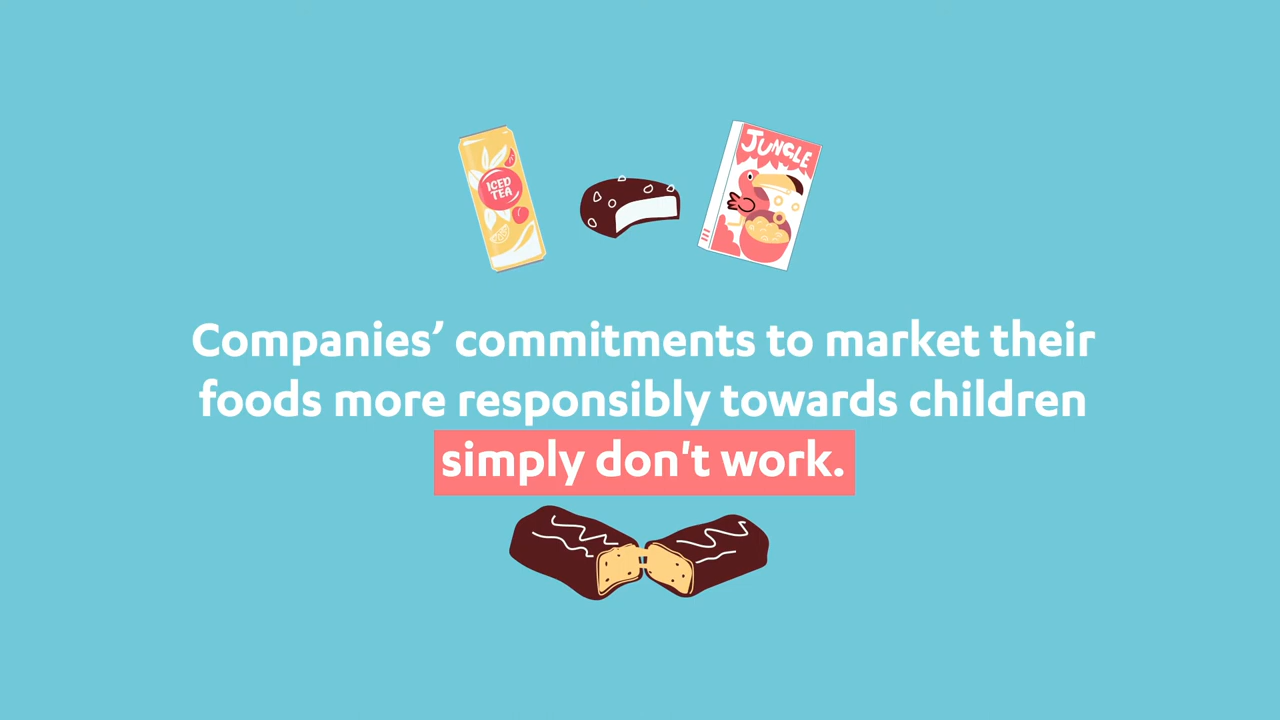 ICED
TEA
JUNGLE
Companies’ commitments to market their
foods more responsibly towards children
simply don't work.